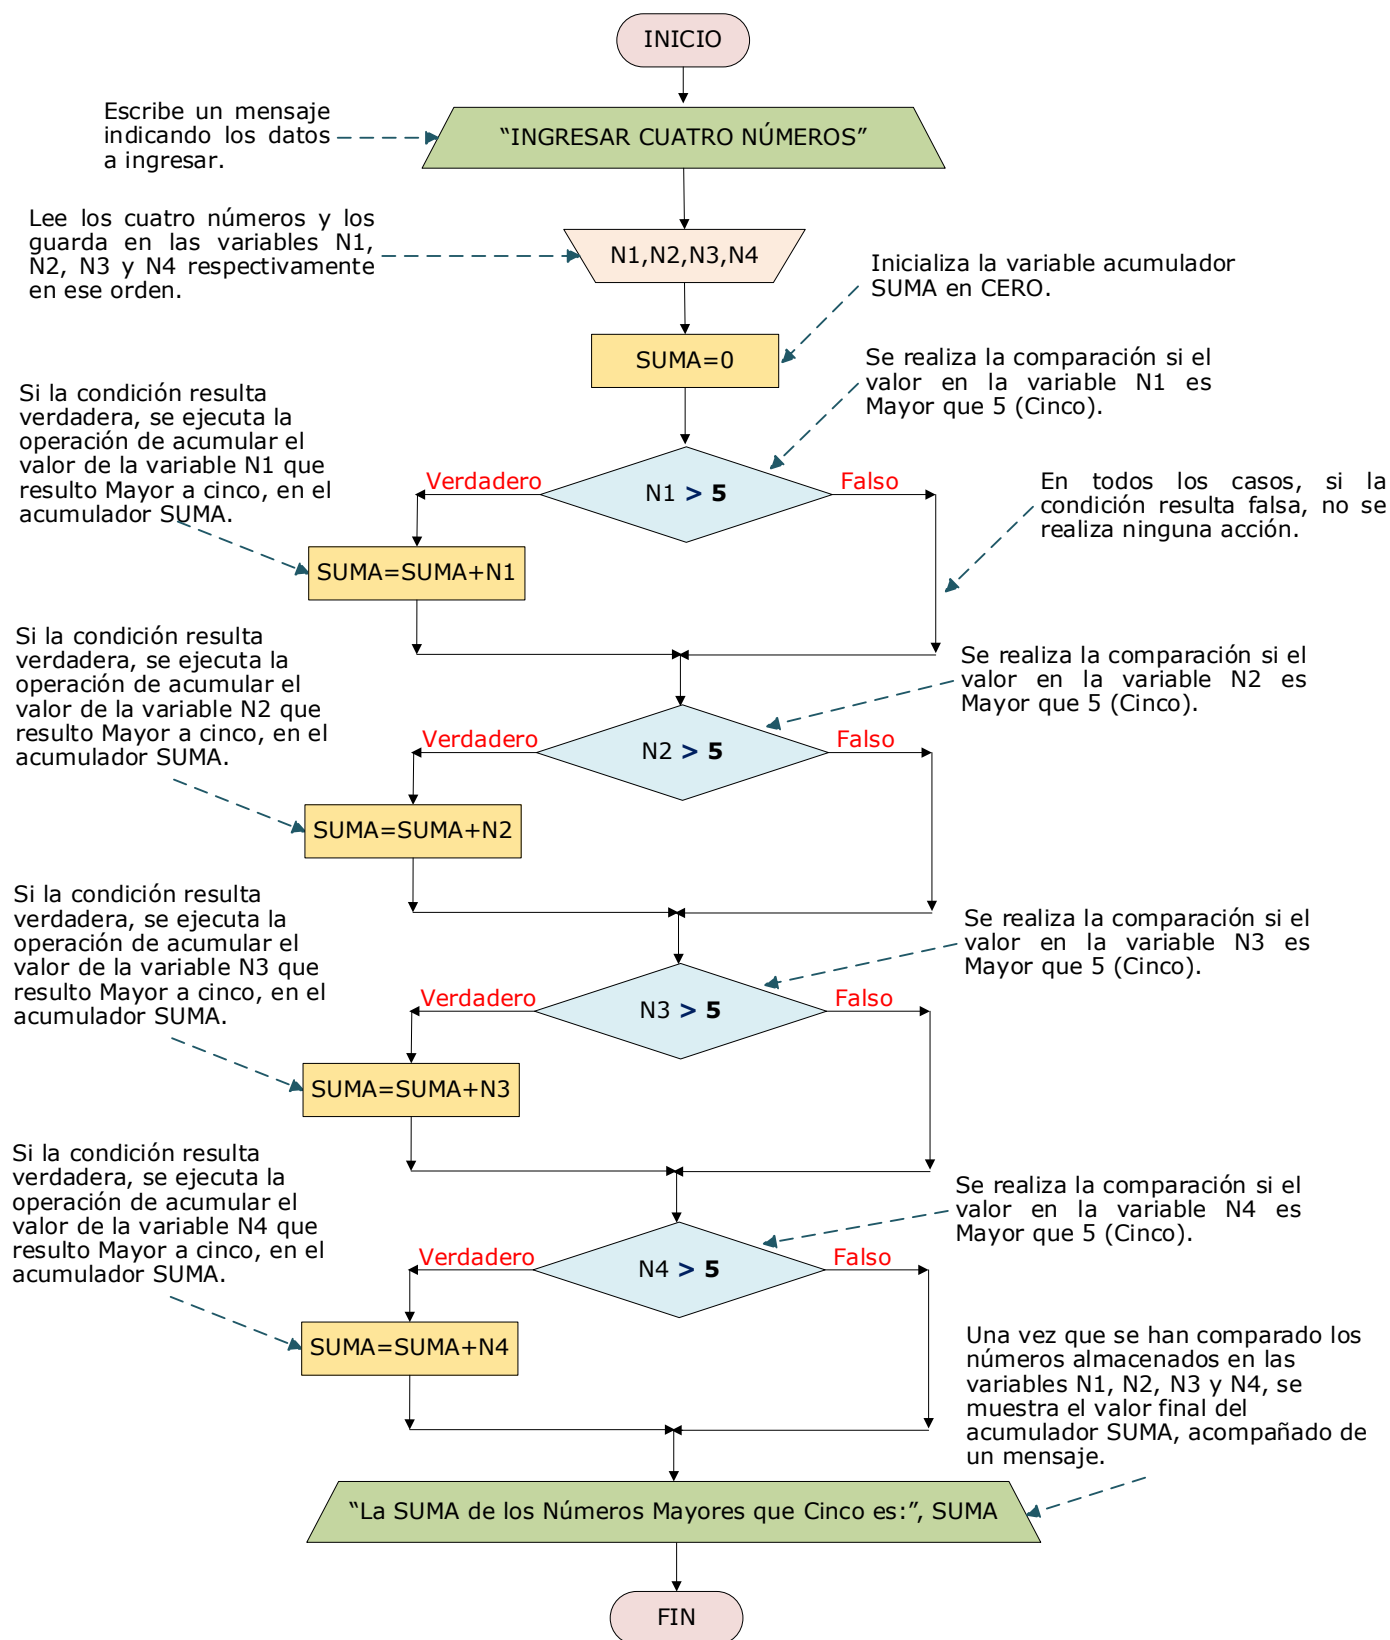 INICIO
Escribe un mensaje
indicando los datos
a ingresar.
“INGRESAR CUATRO NÚMEROS”
Lee los cuatro números y los
guarda en las variables N1,
N2, N3 y N4 respectivamente
en ese orden.
N1,N2,N3,N4
Inicializa la variable acumulador
SUMA en CERO.
SUMA=0
Se realiza la comparación si el
valor en la variable N1 es
Mayor que 5 (Cinco).
Si la condición resulta
verdadera, se ejecuta la
operación de acumular el
valor de la variable N1 que
resulto Mayor a cinco, en el
acumulador SUMA.
Verdadero
N1 > 5
Falso
En todos los casos, si la
condición resulta falsa, no se
realiza ninguna acción.
SUMA=SUMA+N1
Si la condición resulta
verdadera, se ejecuta la
operación de acumular el
valor de la variable N2 que
resulto Mayor a cinco, en el
acumulador SUMA.
Se realiza la comparación si el
valor en la variable N2 es
Mayor que 5 (Cinco).
Verdadero
N2 > 5
Falso
SUMA=SUMA+N2
Si la condición resulta
verdadera, se ejecuta la
operación de acumular el
valor de la variable N3 que
resulto Mayor a cinco, en el
acumulador SUMA.
Se realiza la comparación si el
valor en la variable N3 es
Mayor que 5 (Cinco).
Verdadero
N3 > 5
Falso
SUMA=SUMA+N3
Si la condición resulta
verdadera, se ejecuta la
operación de acumular el
valor de la variable N4 que
resulto Mayor a cinco, en el
acumulador SUMA.
Se realiza la comparación si el
valor en la variable N4 es
Mayor que 5 (Cinco).
Verdadero
N4 > 5
Falso
SUMA=SUMA+N4
Una vez que se han comparado los
números almacenados en las
variables N1, N2, N3 y N4, se
muestra el valor final del
acumulador SUMA, acompañado de
un mensaje.
“La SUMA de los Números Mayores que Cinco es:”, SUMA
FIN